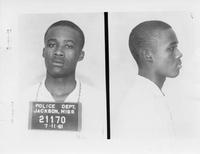 POLICE DEPT.
JACKSON, MISS
21170
7-11-61